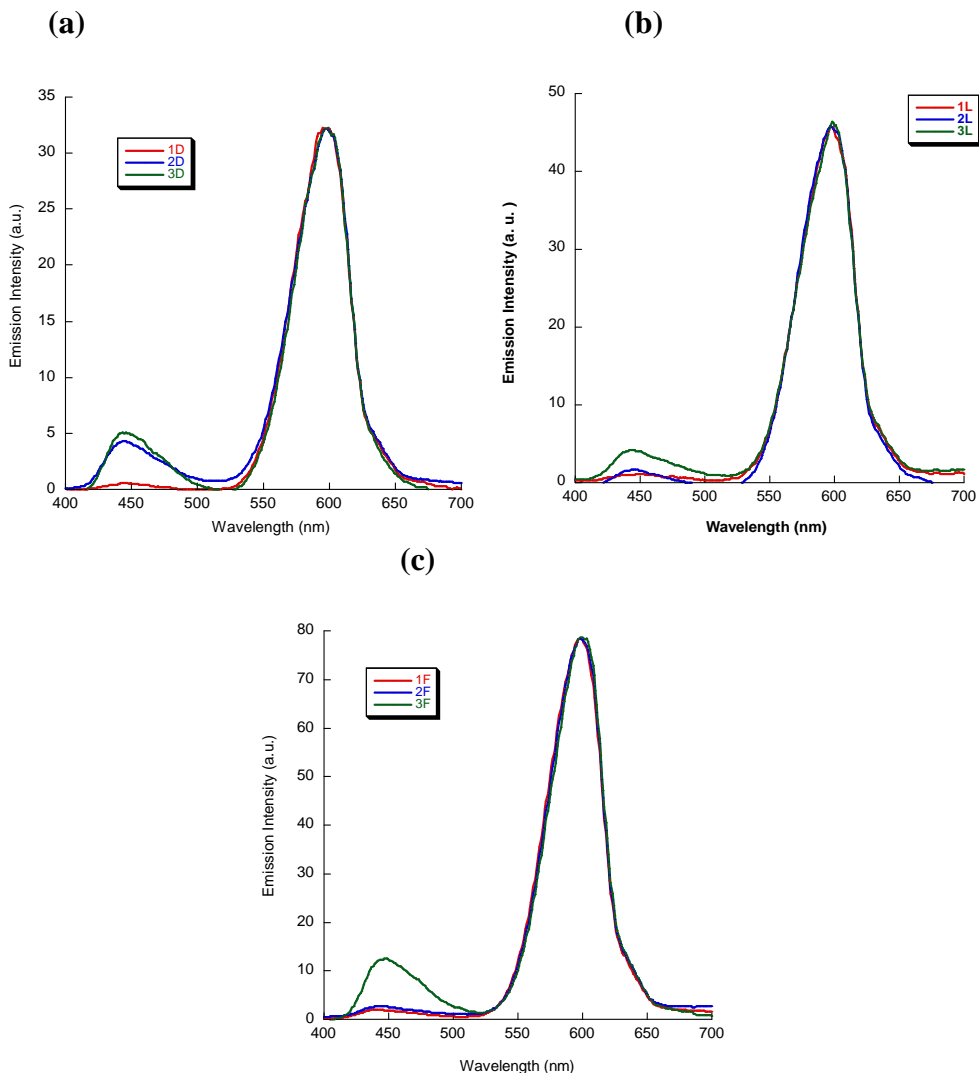 (a)
35
30
25
20
15
10
5
0
Emission Intensity (a.u.)
1D
2D
3D
400 450 500 550 600 650 700
Wavelength (nm)
(b)
50
40
30
20
10
0
Emission Intensity (a. u. )
1L
2L
3L
400 450 500 550 600 650 700
Wavelength (nm)
(c)
80
70
60
50
40
30
20
10
0
Emission Intensity (a.u.)
1F
2F
3F
400 450 500 550 600 650 700
Wavelength (nm)